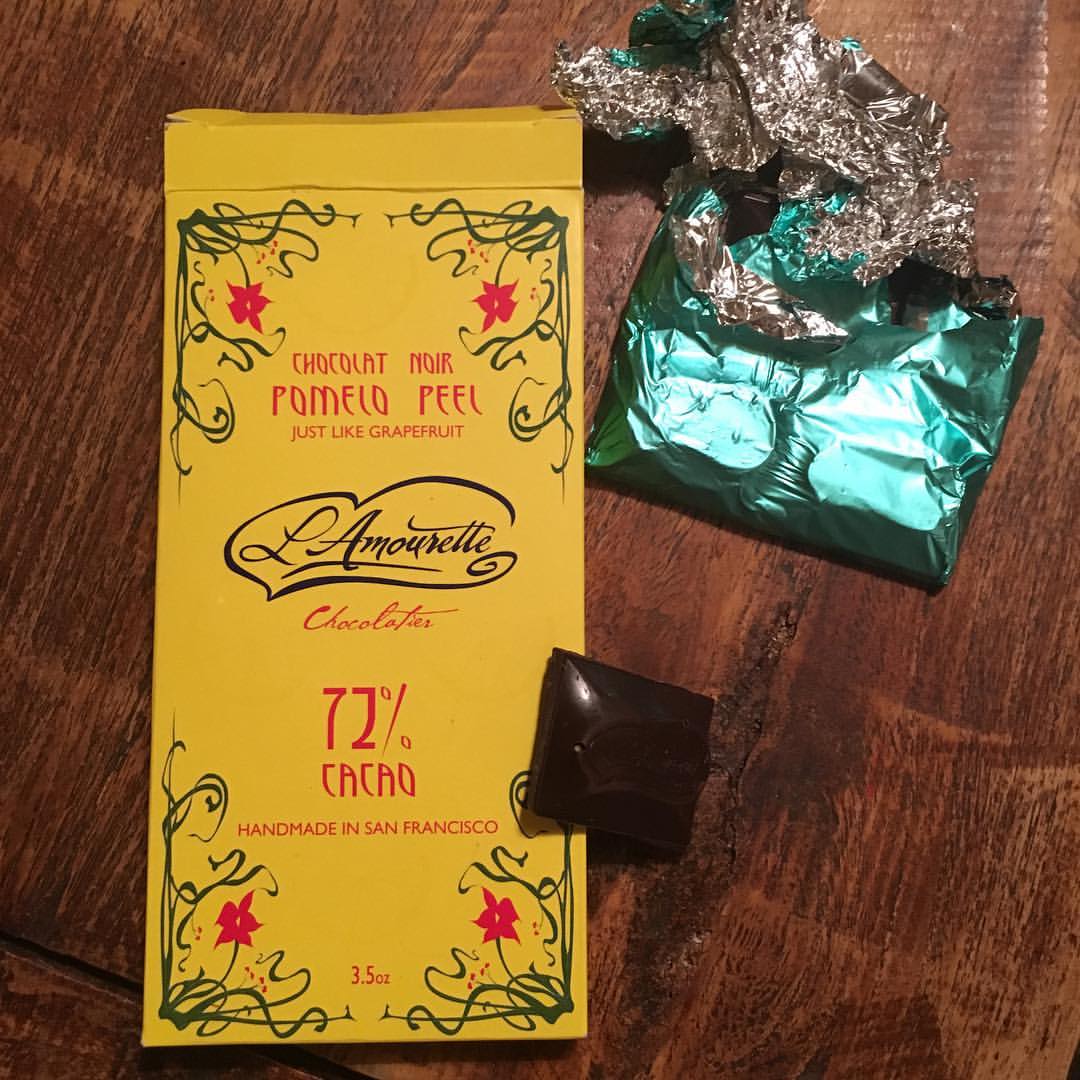 CHOCOLAT NOIR
POMELO PEEL
JUST LIKE GRAPEFRUIT
L'Amourette
Chocolatier
72%
CACAO
HANDMADE IN SAN FRANCISCO
3.5oz